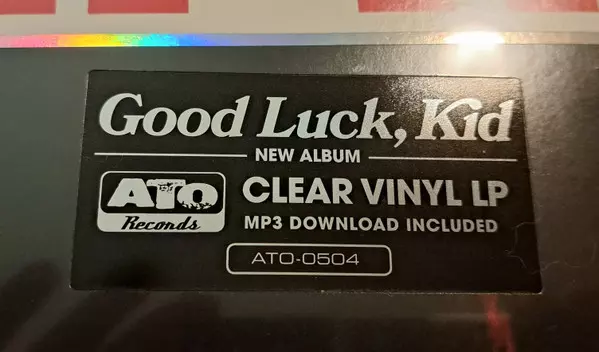 Good Luck, Kid
NEW ALBUM
ATO
Records
CLEAR VINYL LP
MP3 DOWNLOAD INCLUDED
ATO-0504